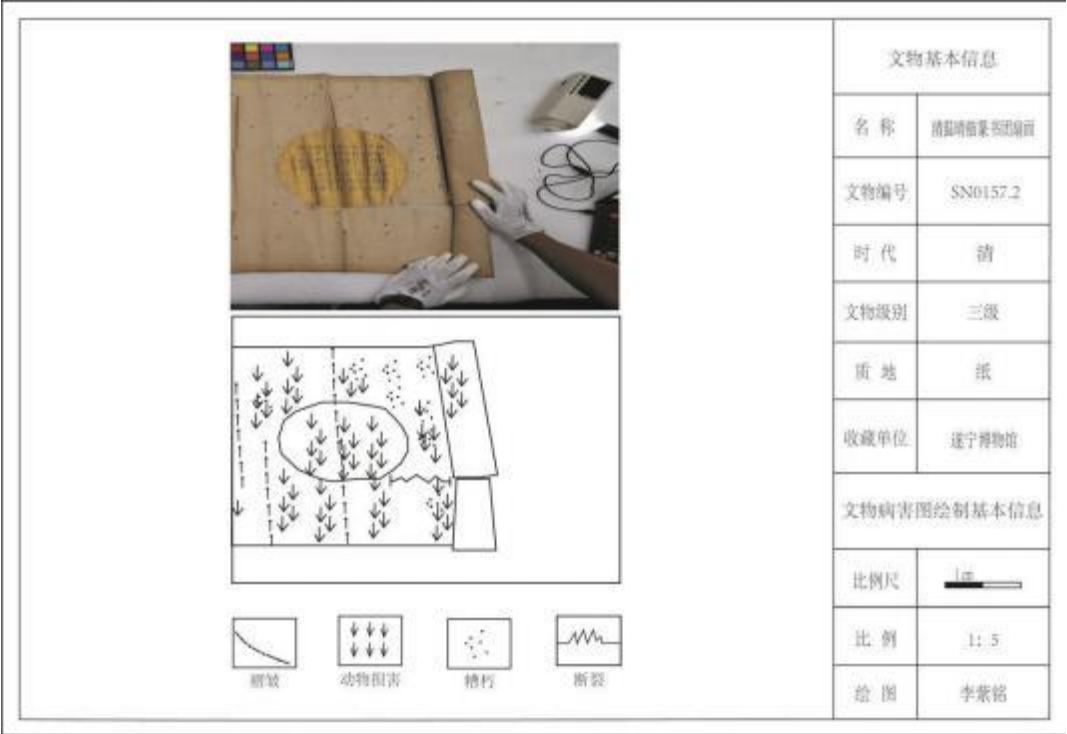 文物基本信息
名 称
文物编号
SN0157.2
时 代
清
文物级别
三级
质 地
纸
收藏单位
遂宁博物馆
文物病害图绘制基本信息
比例尺
比 例
1: 5
绘 图
李紫铭
褶皱
动物损害
糟朽
断裂